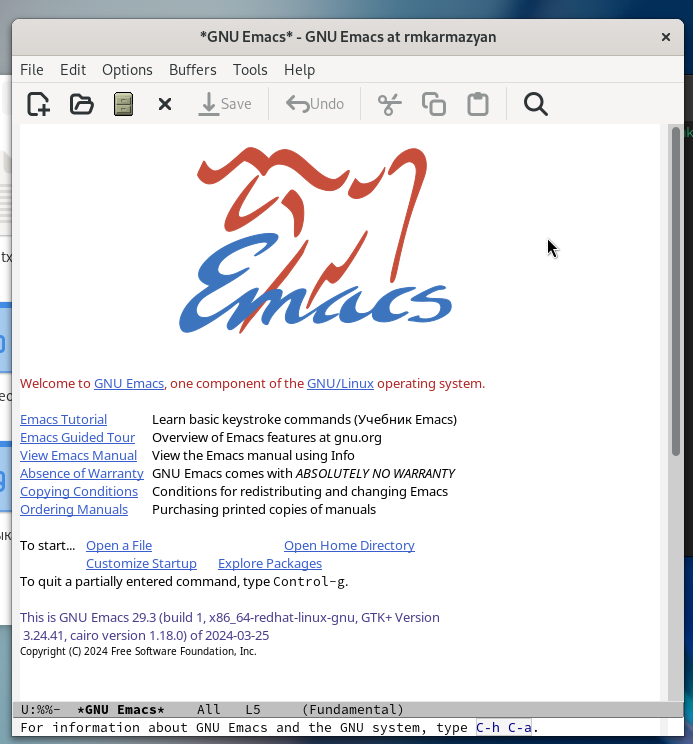 *GNU Emacs* - GNU Emacs at rmkarmazyan
File Edit Options Buffers Tools Help
Save Undo
Emacs
Welcome to GNU Emacs, one component of the GNU/Linux operating system.
Emacs Tutorial Learn basic keystroke commands (Учебник Emacs)
Emacs Guided Tour Overview of Emacs features at gnu.org
View Emacs Manual View the Emacs manual using Info
Absence of Warranty GNU Emacs comes with ABSOLUTELY NO WARRANTY
Copying Conditions Conditions for redistributing and changing Emacs
Ordering Manuals Purchasing printed copies of manuals
To start... Open a File Open Home Directory
Customize Startup Explore Packages
To quit a partially entered command, type Control-g.
This is GNU Emacs 29.3 (build 1, x86_64-redhat-linux-gnu, GTK+ Version
3.24.41, cairo version 1.18.0) of 2024-03-25
Copyright (C) 2024 Free Software Foundation, Inc.
U:%%- *GNU Emacs* All L5 (Fundamental)
For information about GNU Emacs and the GNU system, type C-h C-a.